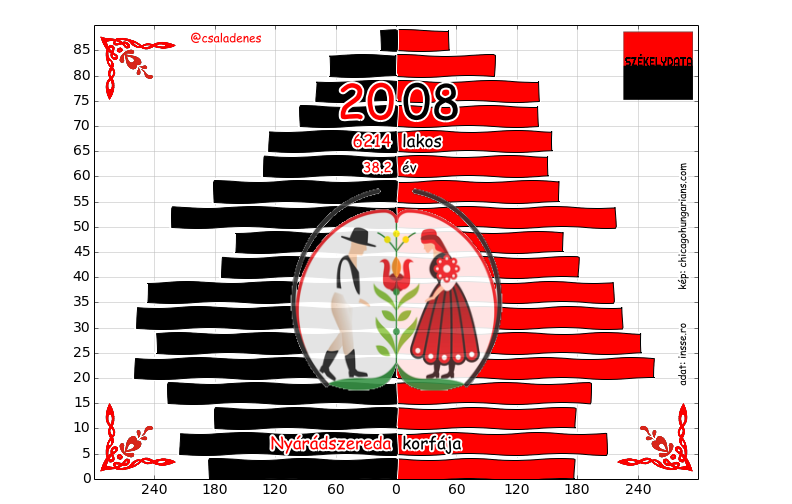 @csaladenes
SZÉKELYDATA
2008
6214 lakos
38.2 év
kép: chicagohungarians.com
adat: insse.ro
Nyárádszereda korfája
85
80
75
70
65
60
55
50
45
40
35
30
25
20
15
10
5
0
240 180 120 60 0 60 120 180 240